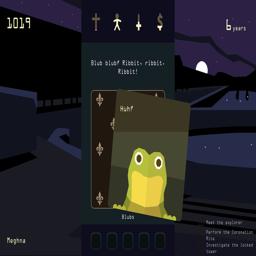 1019
6 years
Blub blub? Ribbit, ribbit.
Ribbit!
Huh?
Blubs
Meghna
Meet the explorer
Perform the Coronation
Rite
Investigate the locked
tower